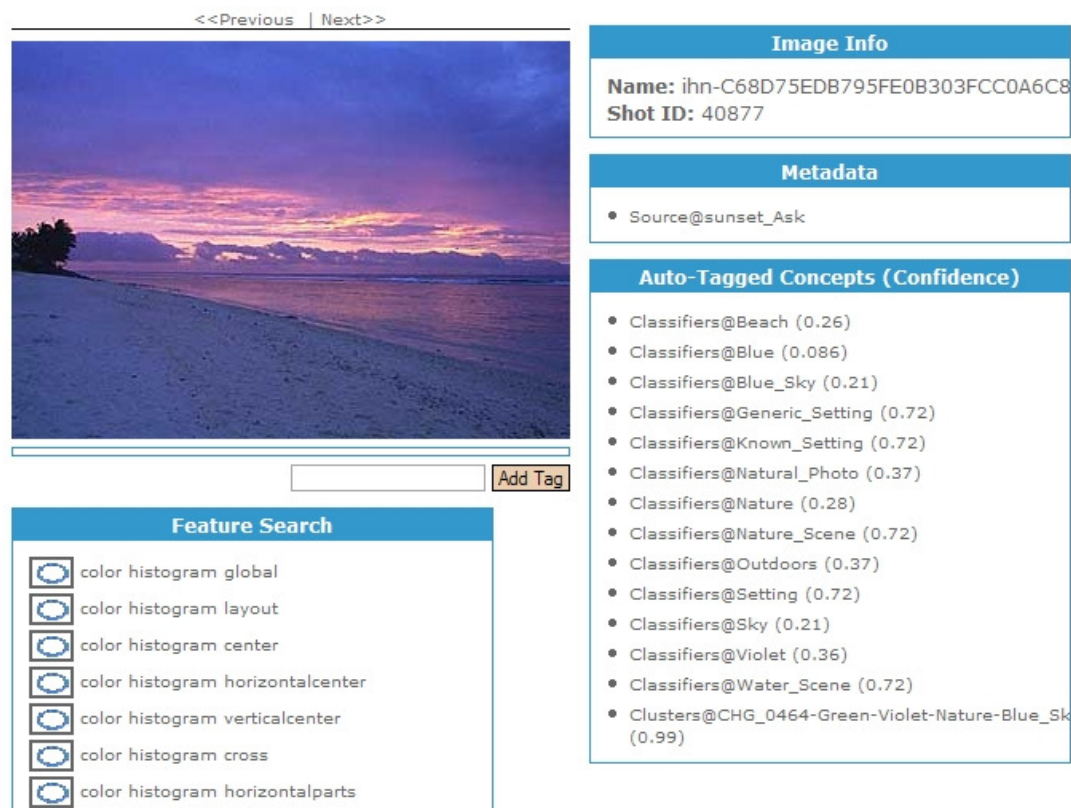 <<Previous | Next>>
Add Tag
Feature Search
color histogram global
color histogram layout
color histogram center
color histogram horizontalcenter
color histogram verticalcenter
color histogram cross
color histogram horizontalparts
Image Info
Name: ihn-C68D75EDB795FE0B303FCC0A6C8
Shot ID: 40877
Metadata
• Source@sunset_Ask
Auto-Tagged Concepts (Confidence)
• Classifiers@Beach (0.26)
• Classifiers@Blue (0.086)
• Classifiers@Blue_Sky (0.21)
• Classifiers@Generic_Setting (0.72)
• Classifiers@Known_Setting (0.72)
• Classifiers@Natural_Photo (0.37)
• Classifiers@Nature (0.28)
• Classifiers@Nature_Scene (0.72)
• Classifiers@Outdoors (0.37)
• Classifiers@Setting (0.72)
• Classifiers@Sky (0.21)
• Classifiers@Violet (0.36)
• Classifiers@Water_Scene (0.72)
• Clusters@CHG_0464-Green-Violet-Nature-Blue_Sk
(0.99)